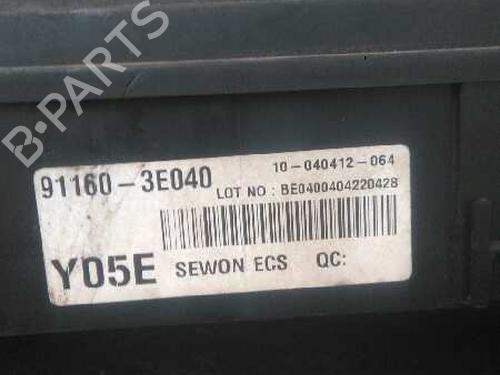 B-PARTS
10-040412-064
91160-3E040 LOT NO : BE0400404220428
Y05E SEWON ECS QC: